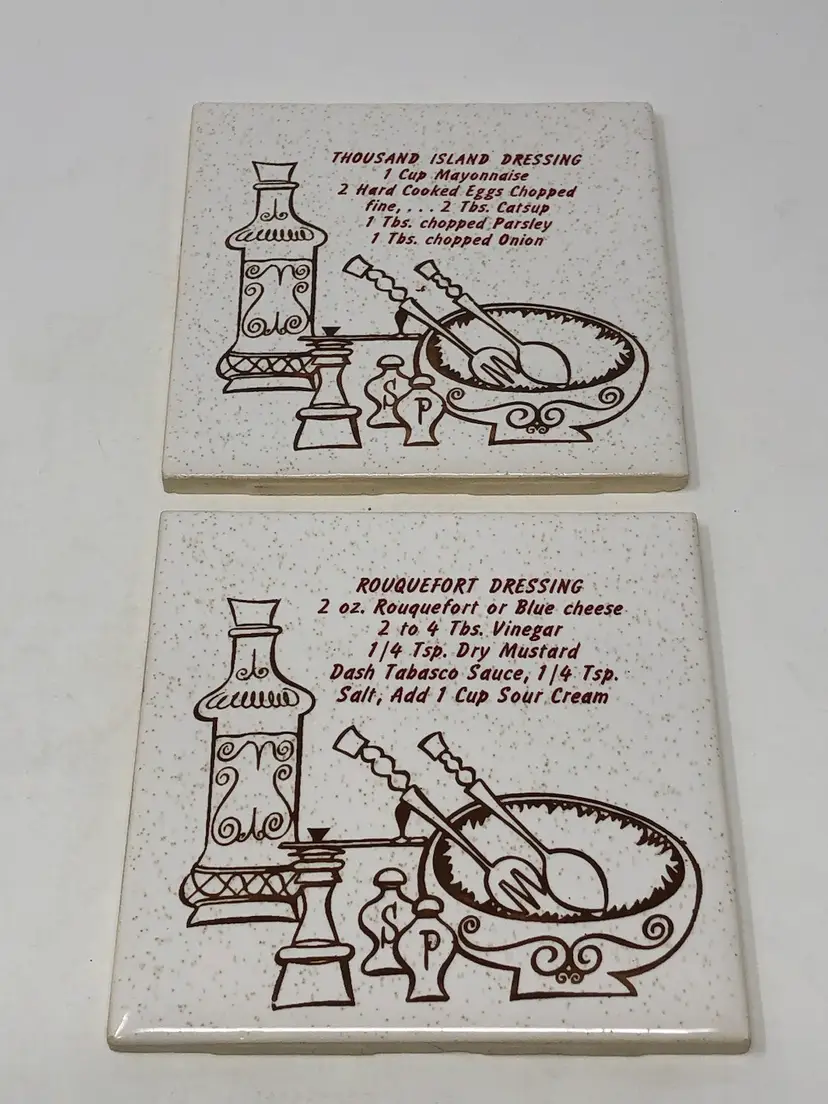 THOUSAND ISLAND DRESSING
1 Cup Mayonnaise
2 Hard Cooked Eggs Chopped
fine, . . . 2 Tbs. Catsup
1 Tbs. chopped Parsley
1 Tbs. chopped Onion
S
P
ROUQUEFORT DRESSING
2 oz. Rouquefort or Blue cheese
2 to 4 Tbs. Vinegar
1/4 Tsp. Dry Mustard
Dash Tabasco Sauce, 1/4 Tsp.
Salt, Add 1 Cup Sour Cream
S
P